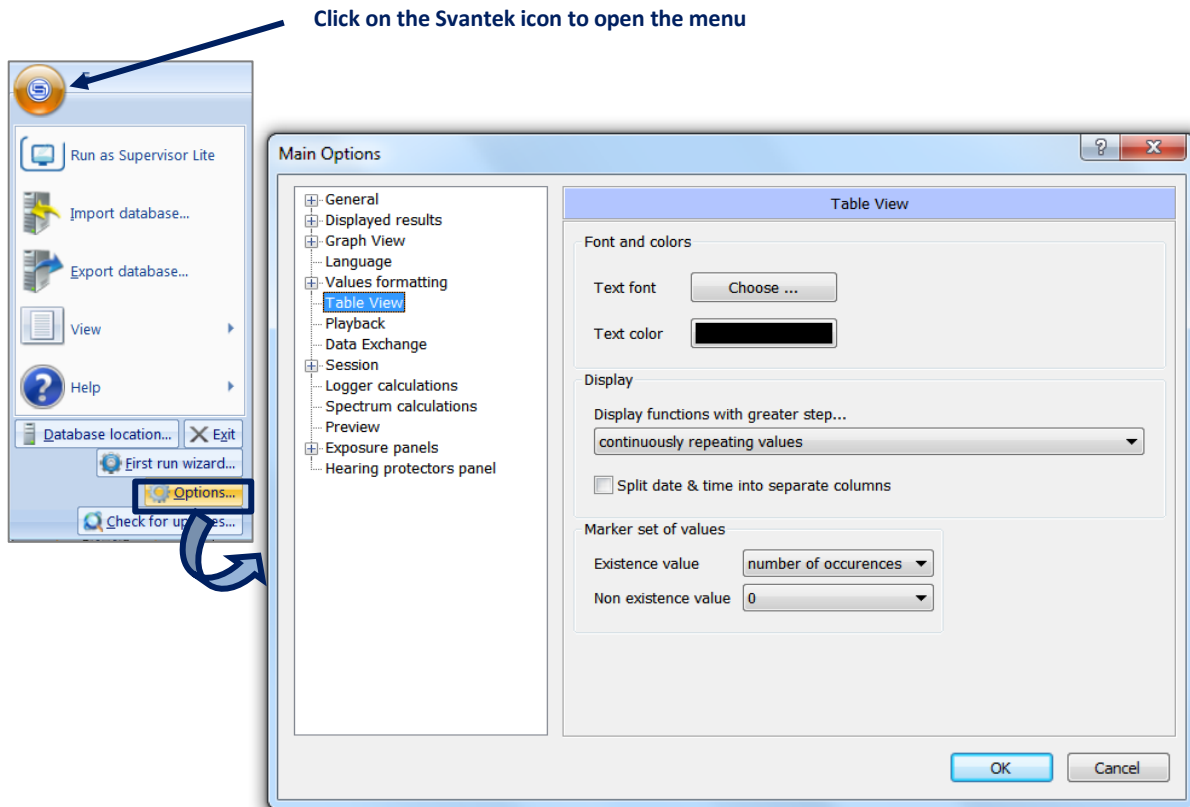 Click on the Svantek icon to open the menu
Run as Supervisor Lite
Import database...
Export database...
View
Help
Database location...
Exit
First run wizard...
Options...
Main Options
General
Displayed results
Graph View
Language
Values formatting
Table View
Playback
Data Exchange
Session
Logger calculations
Spectrum calculations
Preview
Exposure panels
Hearing protectors panel
Table View
Font and colors
Text font Choose ...
Text color
Display
Display functions with greater step...
continuously repeating values
Split date & time into separate columns
Marker set of values
Existence value number of occurences
Non existence value 0
OK Cancel
Check for